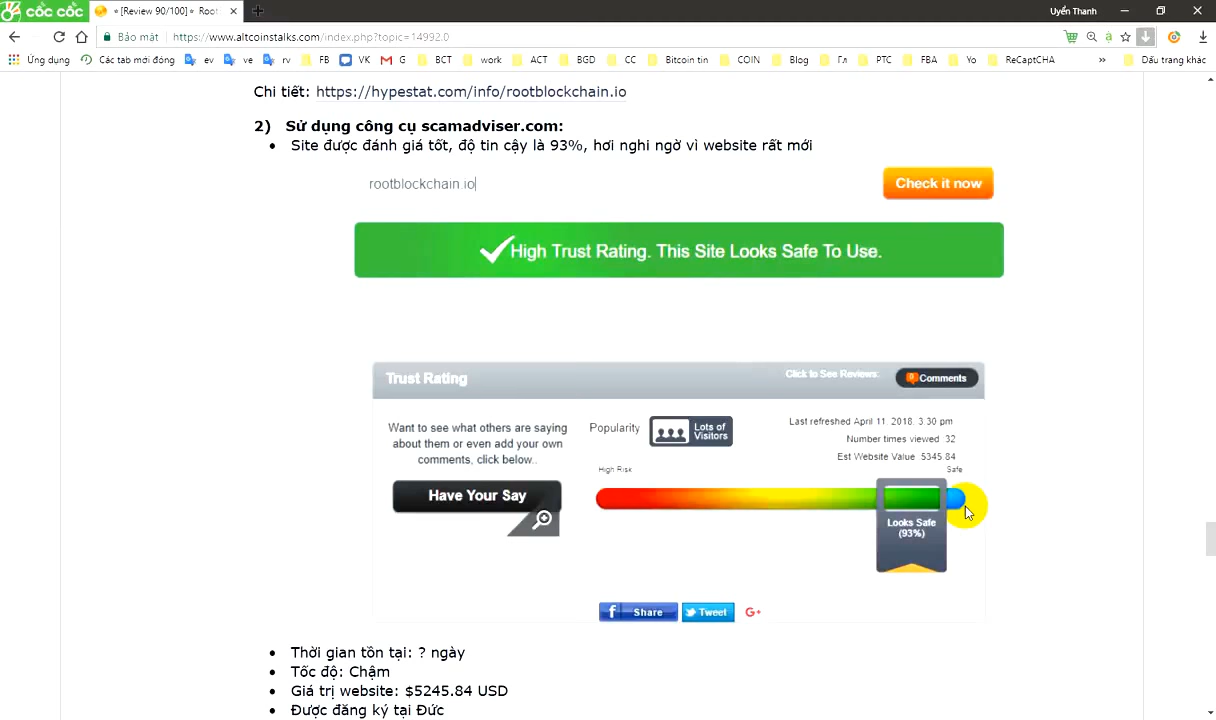 cốc cốc
⭐[Review 90/100]⭐ Root
Uyển Thanh
Bảo mật
https://www.altcoinstalks.com/index.php?topic=14992.0
Ứng dụng
Các tab mới đóng
ev
ve
rv
FB
VK
G
BCT
work
ACT
BGD
CC
Bitcoin tin
COIN
Blog
Гл
PTC
FBA
Yo
ReCaptCHA
»
Dấu trang khác
Chi tiết: https://hypestat.com/info/rootblockchain.io
2) Sử dụng công cụ scamadviser.com:
• Site được đánh giá tốt, độ tin cậy là 93%, hơi nghi ngờ vì website rất mới
rootblockchain.io
Check it now
High Trust Rating. This Site Looks Safe To Use.
Trust Rating
Click to See Reviews:
0 Comments
Want to see what others are saying
about them or even add your own
comments, click below..
Have Your Say
Popularity
Lots of
Visitors
Last refreshed April 11, 2018, 3:30 pm
Number times viewed 32
Est Website Value 5345.84
High Risk
Safe
Looks Safe
(93%)
f Share
Tweet
G+
• Thời gian tồn tại: ? ngày
• Tốc độ: Chậm
• Giá trị website: $5245.84 USD
• Được đăng ký tại Đức